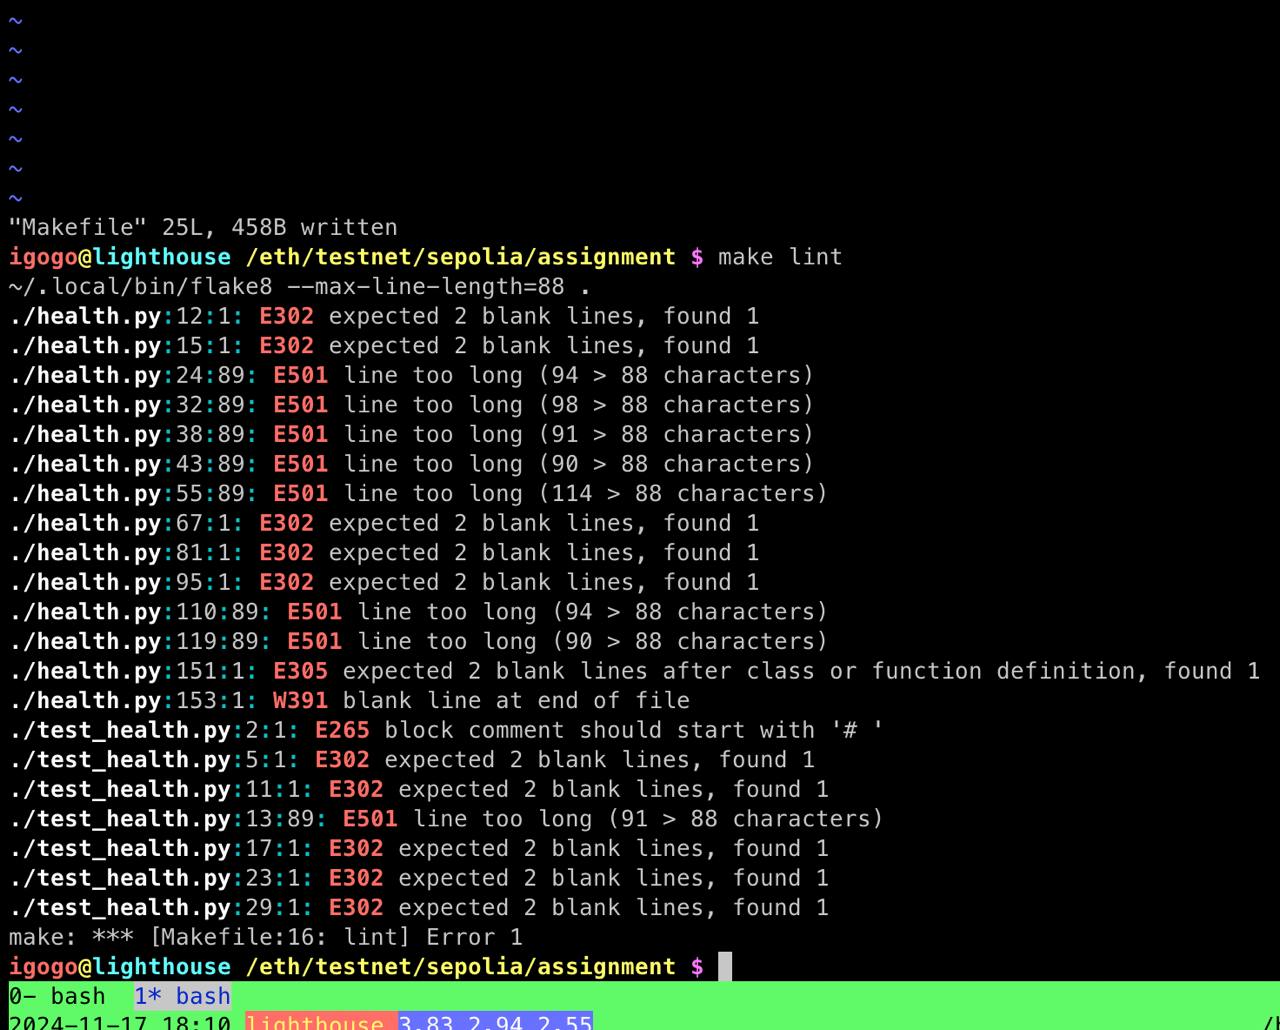 ~
~
~
~
~
~
~
"Makefile" 25L, 458B written
igogo@lighthouse /eth/testnet/sepolia/assignment $ make lint
~/.local/bin/flake8 --max-line-length=88 .
./health.py:12:1: E302 expected 2 blank lines, found 1
./health.py:15:1: E302 expected 2 blank lines, found 1
./health.py:24:89: E501 line too long (94 > 88 characters)
./health.py:32:89: E501 line too long (98 > 88 characters)
./health.py:38:89: E501 line too long (91 > 88 characters)
./health.py:43:89: E501 line too long (90 > 88 characters)
./health.py:55:89: E501 line too long (114 > 88 characters)
./health.py:67:1: E302 expected 2 blank lines, found 1
./health.py:81:1: E302 expected 2 blank lines, found 1
./health.py:95:1: E302 expected 2 blank lines, found 1
./health.py:110:89: E501 line too long (94 > 88 characters)
./health.py:119:89: E501 line too long (90 > 88 characters)
./health.py:151:1: E305 expected 2 blank lines after class or function definition, found 1
./health.py:153:1: W391 blank line at end of file
./test_health.py:2:1: E265 block comment should start with '# '
./test_health.py:5:1: E302 expected 2 blank lines, found 1
./test_health.py:11:1: E302 expected 2 blank lines, found 1
./test_health.py:13:89: E501 line too long (91 > 88 characters)
./test_health.py:17:1: E302 expected 2 blank lines, found 1
./test_health.py:23:1: E302 expected 2 blank lines, found 1
./test_health.py:29:1: E302 expected 2 blank lines, found 1
make: *** [Makefile:16: lint] Error 1
igogo@lighthouse /eth/testnet/sepolia/assignment $
0- bash 1* bash
2024-11-17 18:10 lighthouse 3.83 2.94 2.55